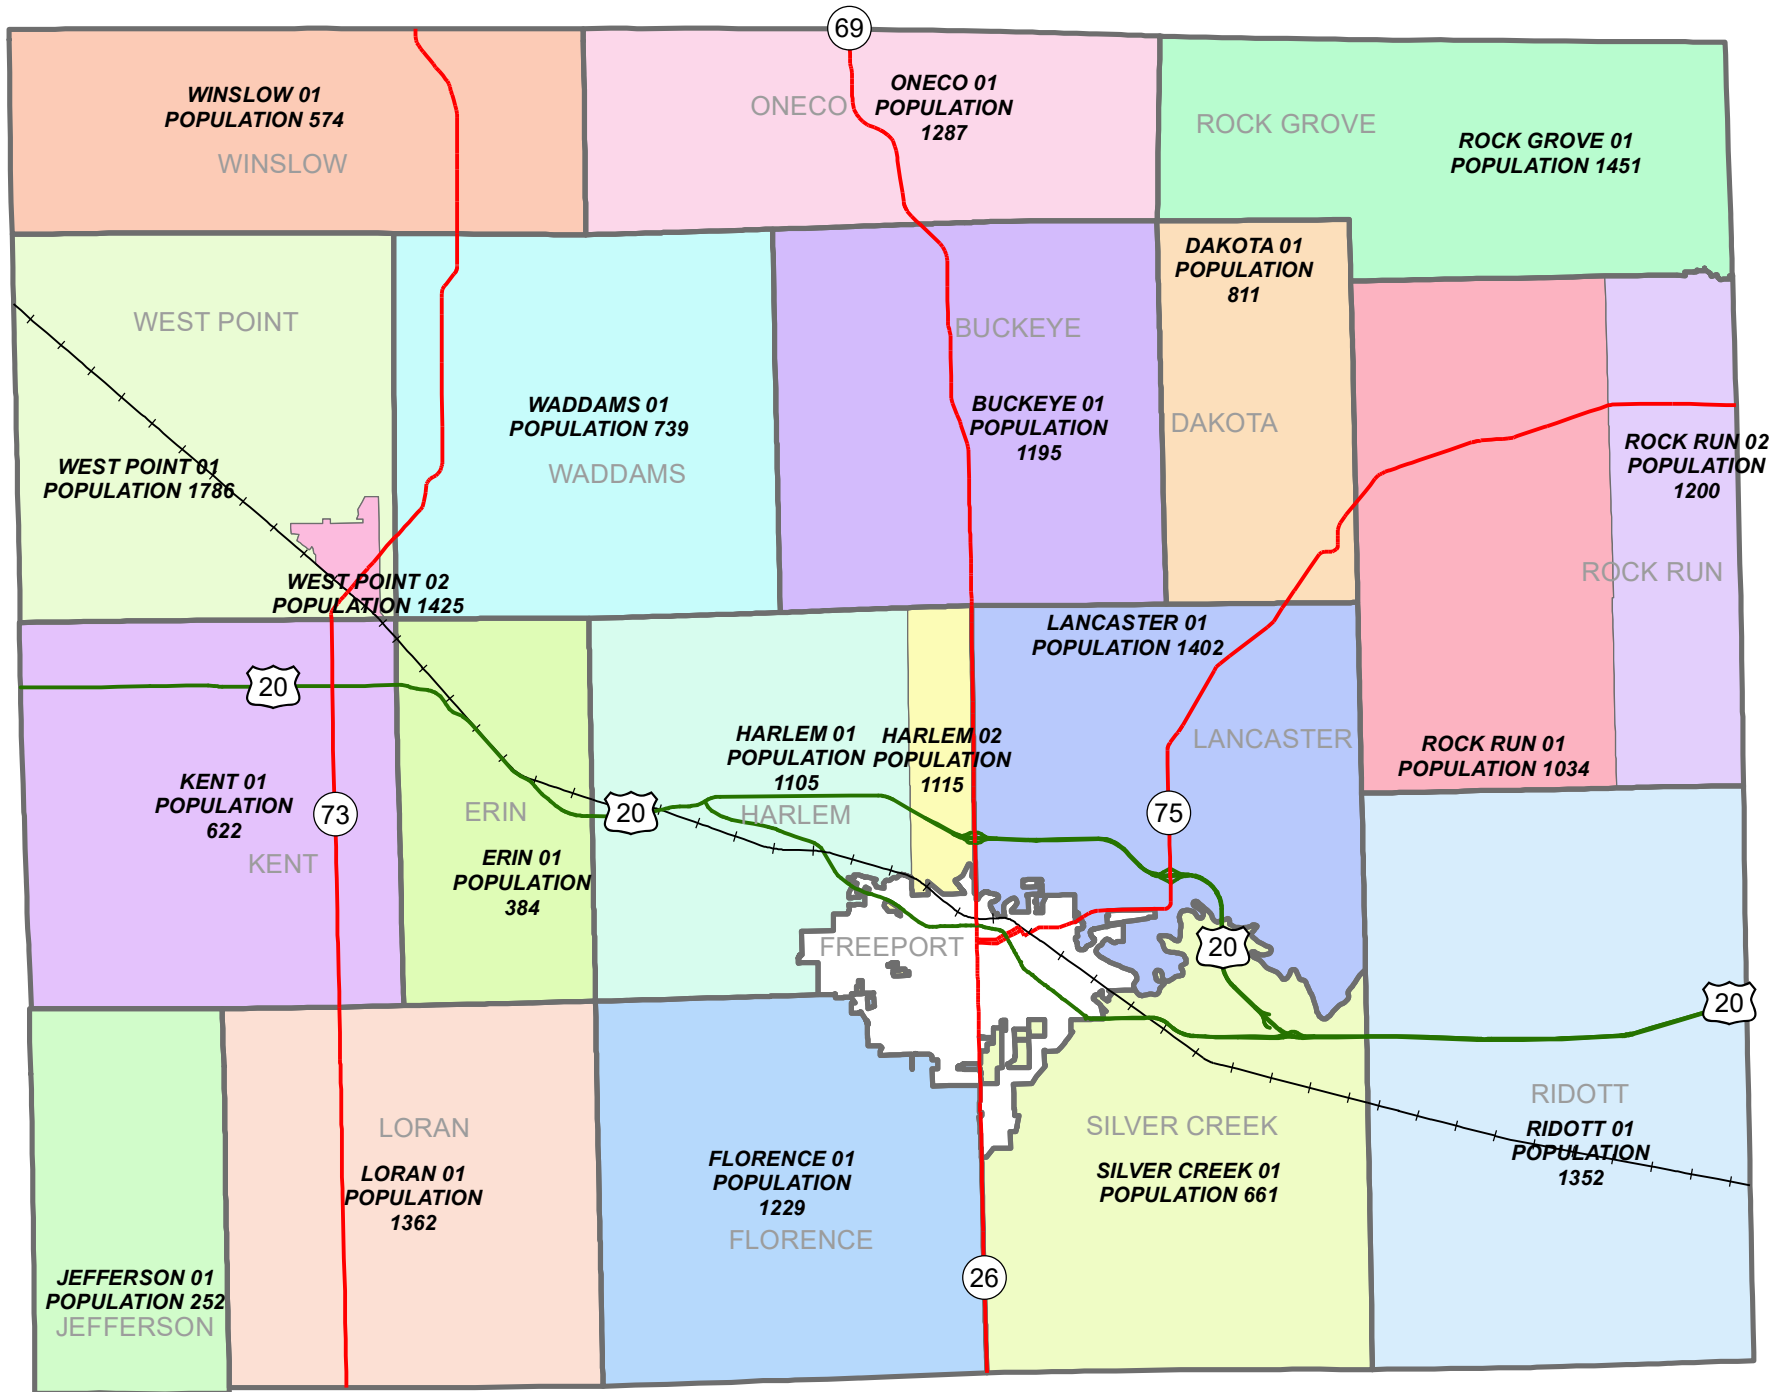 69
WINSLOW 01
POPULATION 574
WINSLOW
ONECO
ONECO 01
POPULATION
1287
ROCK GROVE
ROCK GROVE 01
POPULATION 1451
WEST POINT
WEST POINT 01
POPULATION 1786
WEST POINT 02
POPULATION 1425
WADDAMS 01
POPULATION 739
WADDAMS
BUCKEYE
BUCKEYE 01
POPULATION
1195
DAKOTA 01
POPULATION
811
DAKOTA
ROCK RUN 02
POPULATION
1200
ROCK RUN
ROCK RUN 01
POPULATION 1034
20
KENT 01
POPULATION
622
KENT
73
ERIN
ERIN 01
POPULATION
384
20
HARLEM 01
POPULATION
1105
HARLEM
HARLEM 02
POPULATION
1115
LANCASTER 01
POPULATION 1402
LANCASTER
75
FREEPORT
20
20
JEFFERSON 01
POPULATION 252
JEFFERSON
LORAN
LORAN 01
POPULATION
1362
FLORENCE 01
POPULATION
1229
FLORENCE
26
SILVER CREEK
SILVER CREEK 01
POPULATION 661
RIDOTT
RIDOTT 01
POPULATION
1352